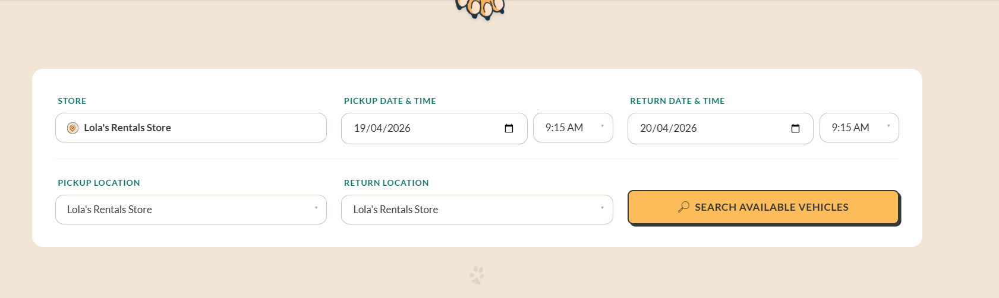 STORE
Lola's Rentals Store
PICKUP DATE & TIME
19/04/2026
9:15 AM
RETURN DATE & TIME
20/04/2026
9:15 AM
PICKUP LOCATION
Lola's Rentals Store
RETURN LOCATION
Lola's Rentals Store
SEARCH AVAILABLE VEHICLES